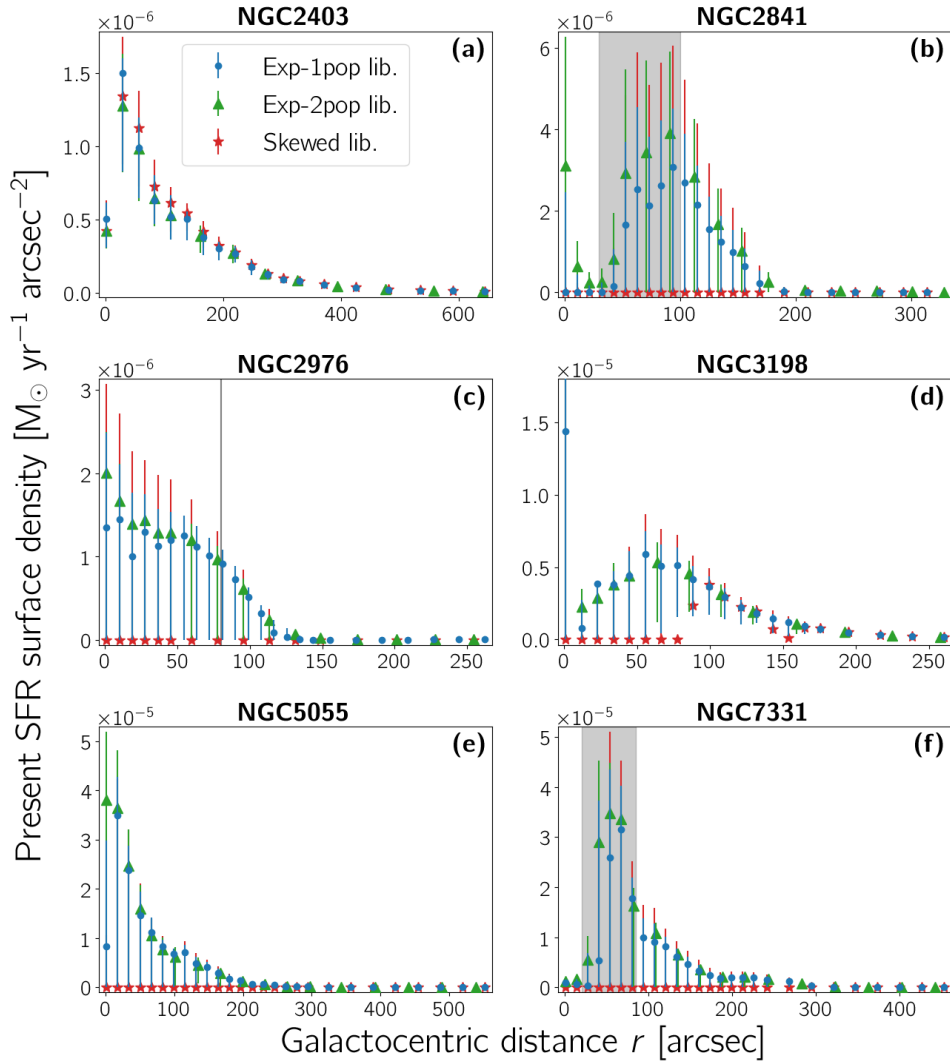 NGC2403
NGC2841
×10⁻⁶
(a)
(b)
Exp-1pop lib.
Exp-2pop lib.
Skewed lib.
1.5
1.0
0.5
0.0
0 200 400 600
6
4
2
0
0 100 200 300
NGC2976
NGC3198
×10⁻⁶
×10⁻⁵
(c)
(d)
3
2
1
0
0 50 100 150 200 250
1.5
1.0
0.5
0.0
0 50 100 150 200 250
NGC5055
NGC7331
×10⁻⁵
×10⁻⁵
(e)
(f)
5
4
3
2
1
0
0 100 200 300 400 500
5
4
3
2
1
0
0 100 200 300 400
×10⁻⁶
Present SFR surface density [M⊙ yr⁻¹ arcsec⁻²]
Galactocentric distance r [arcsec]